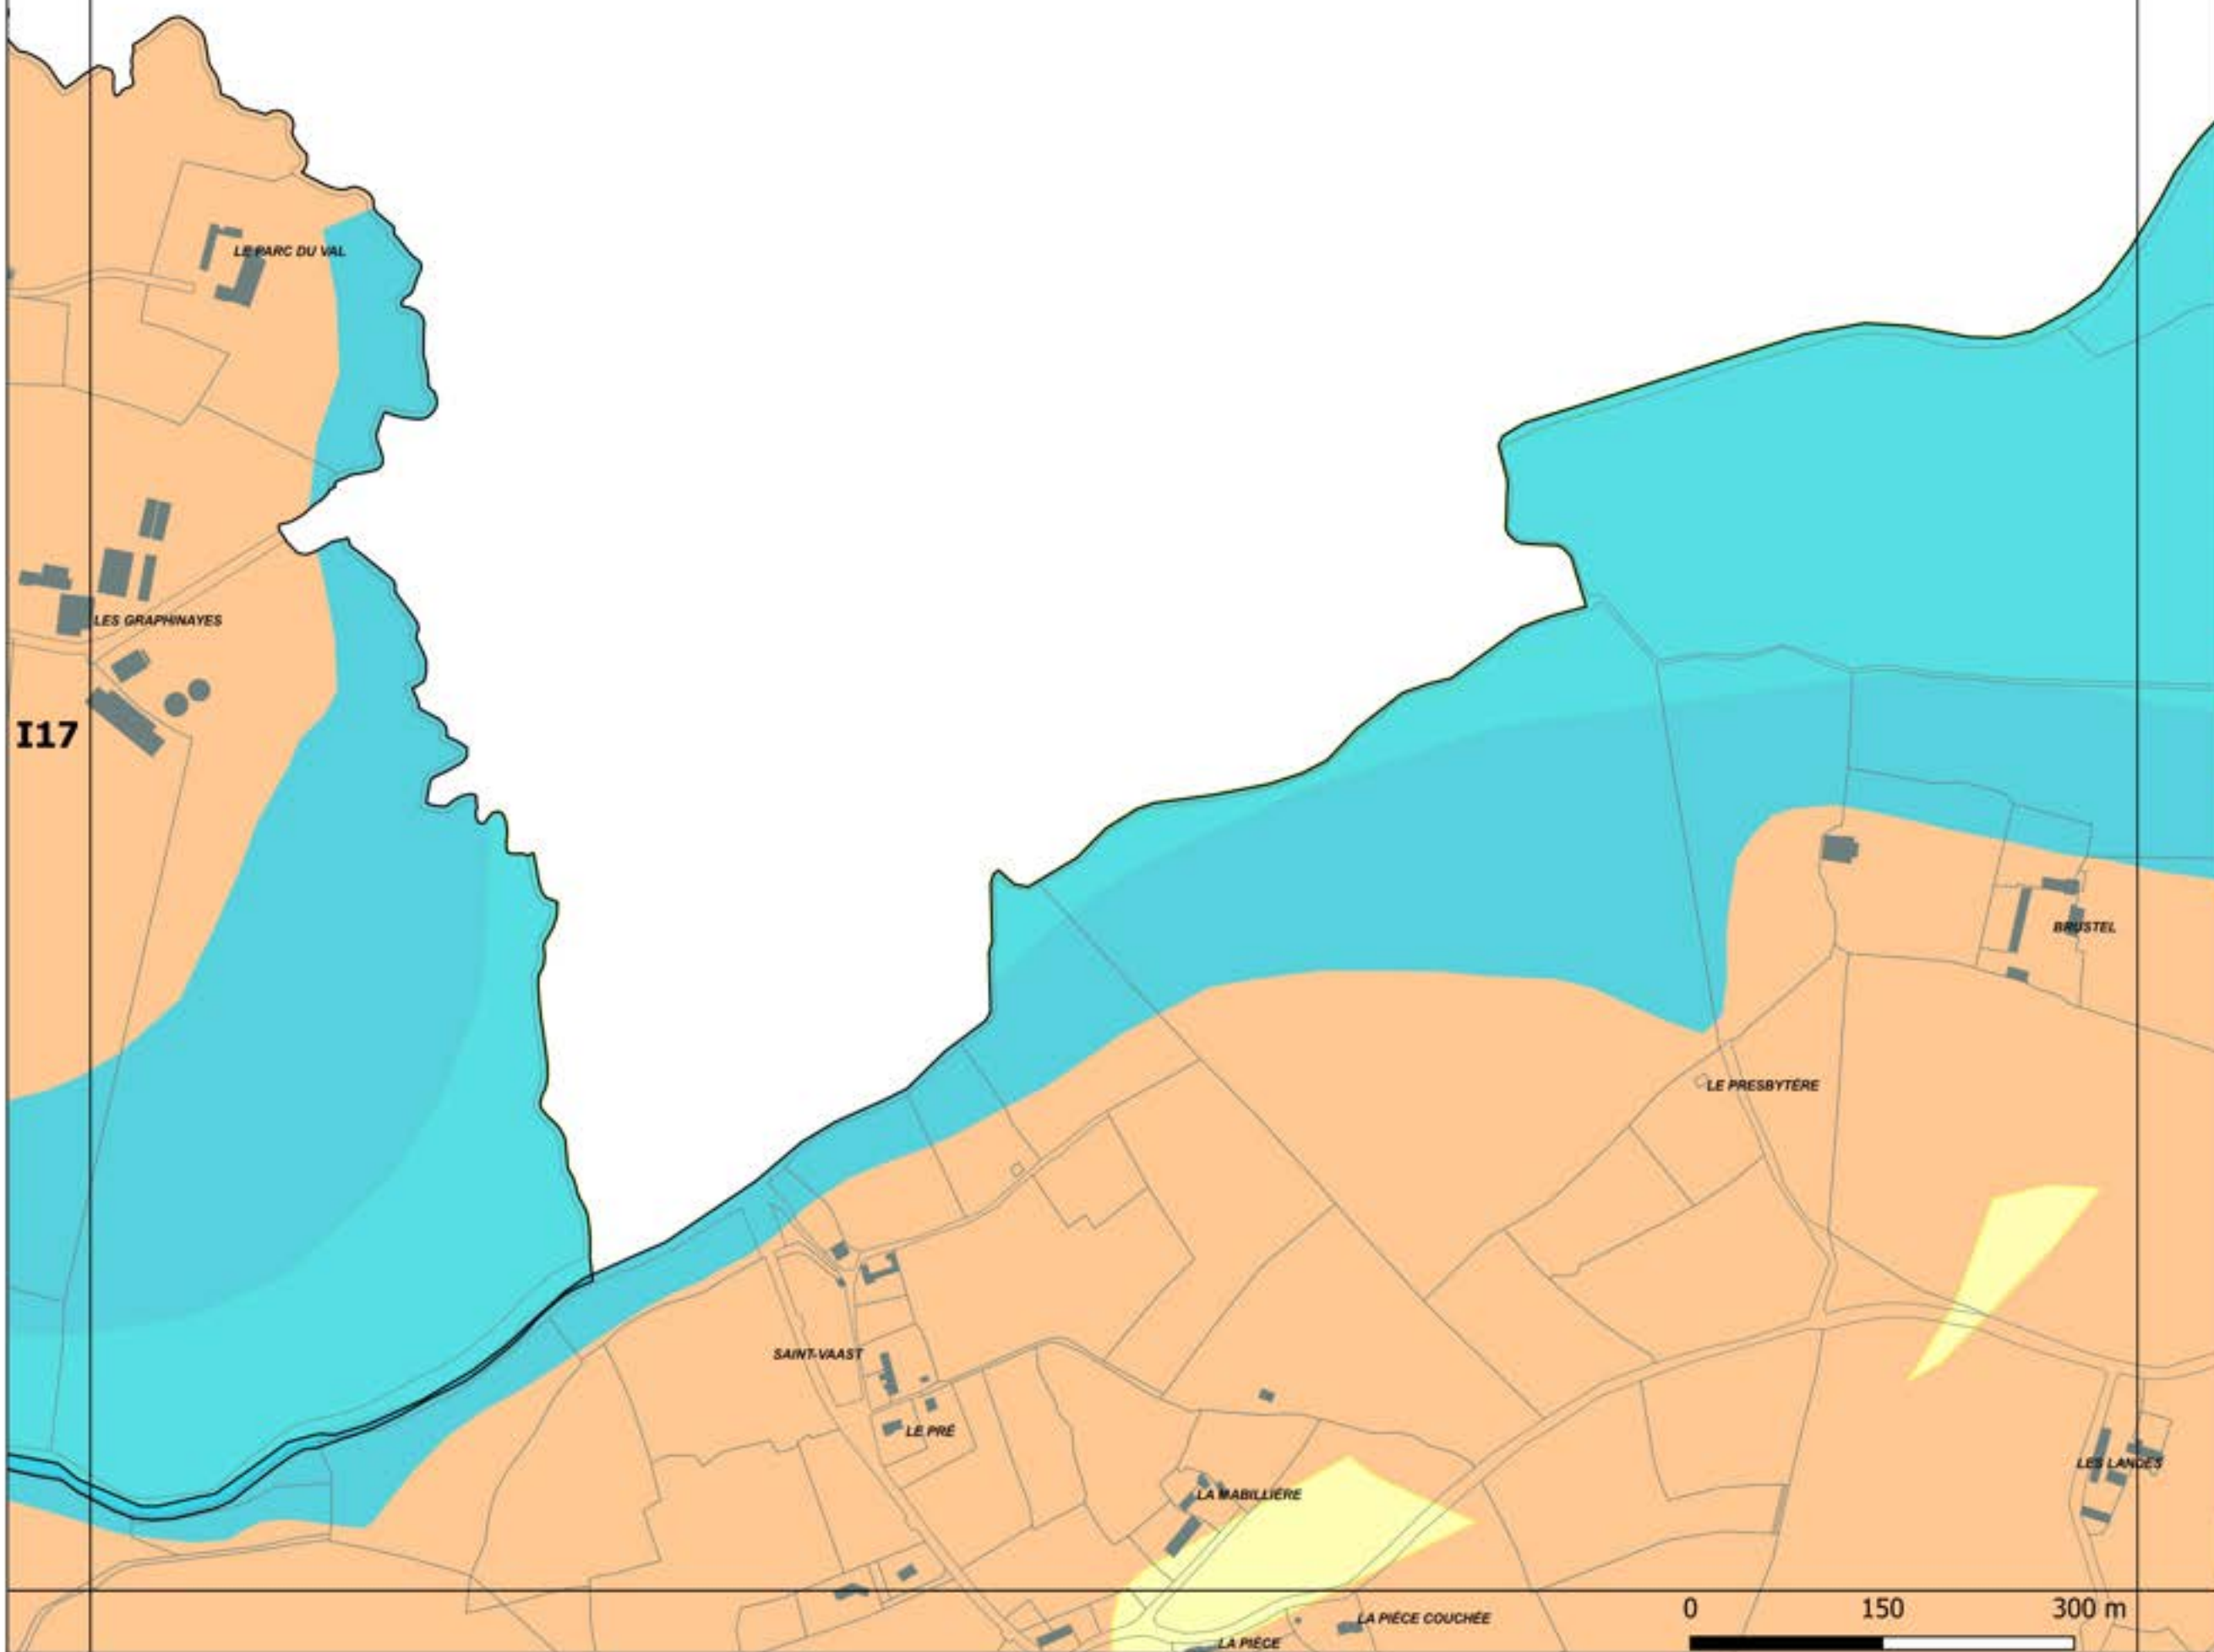 LE PARC DU VAL
LES GRAPHINAYES
I17
BRUSTEL
LE PRESBYTÈRE
SAINT-VAAST
LE PRÉ
LES LANDES
LA MABILLIÈRE
0 150 300 m
LA PIÈCE COUCHÉE
LA PIÈCE